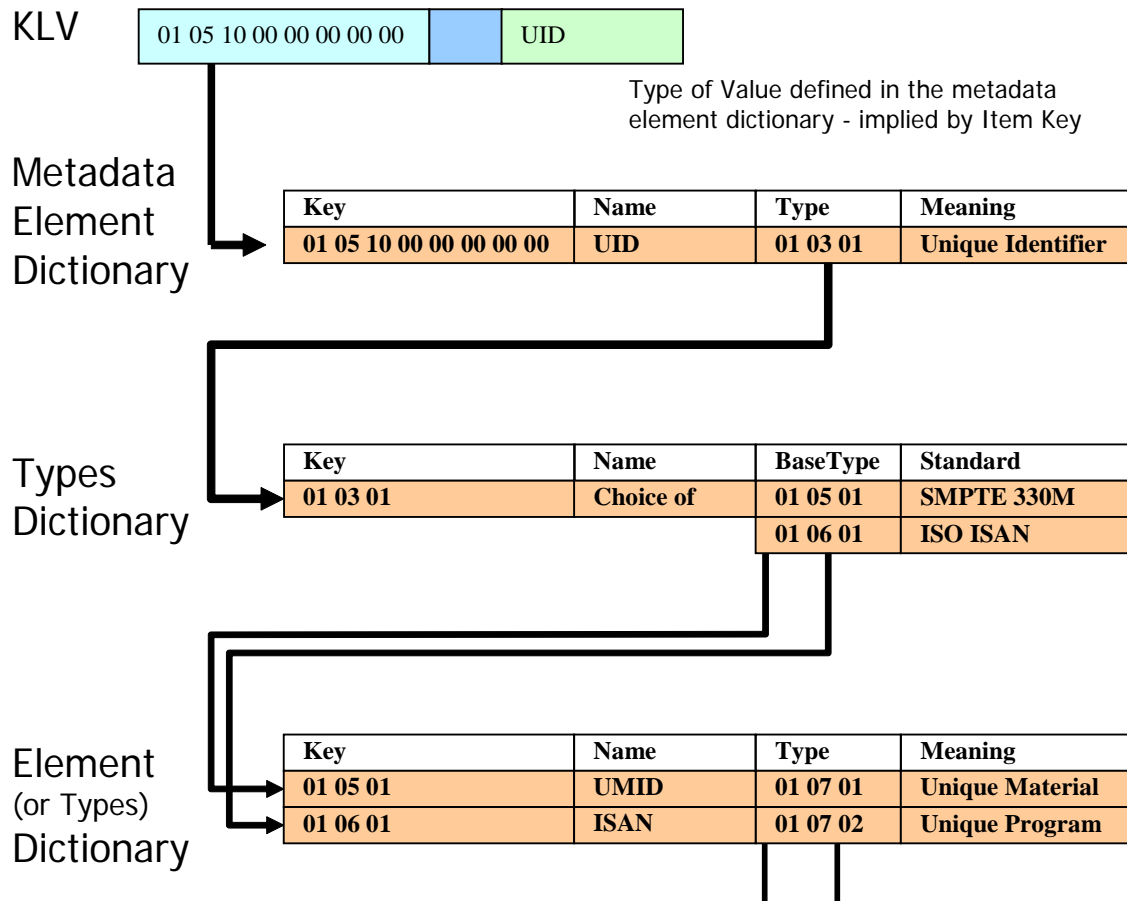 KLV
01 05 10 00 00 00 00 00 UID
Type of Value defined in the metadata
element dictionary - implied by Item Key
Metadata
Element
Dictionary
Key Name Type Meaning
01 05 10 00 00 00 00 00 UID 01 03 01 Unique Identifier
Types
Dictionary
Key Name BaseType Standard
01 03 01 Choice of 01 05 01 SMPTE 330M
01 06 01 ISO ISAN
Element
(or Types)
Dictionary
Key Name Type Meaning
01 05 01 UMID 01 07 01 Unique Material
01 06 01 ISAN 01 07 02 Unique Program